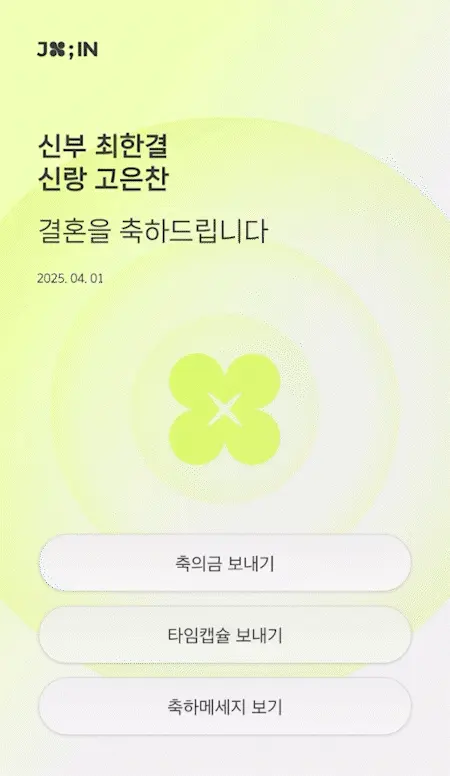 JO;IN
신부 최한결
신랑 고은찬
결혼을 축하드립니다
2025. 04. 01
축의금 보내기
타임캡슐 보내기
축하메세지 보기